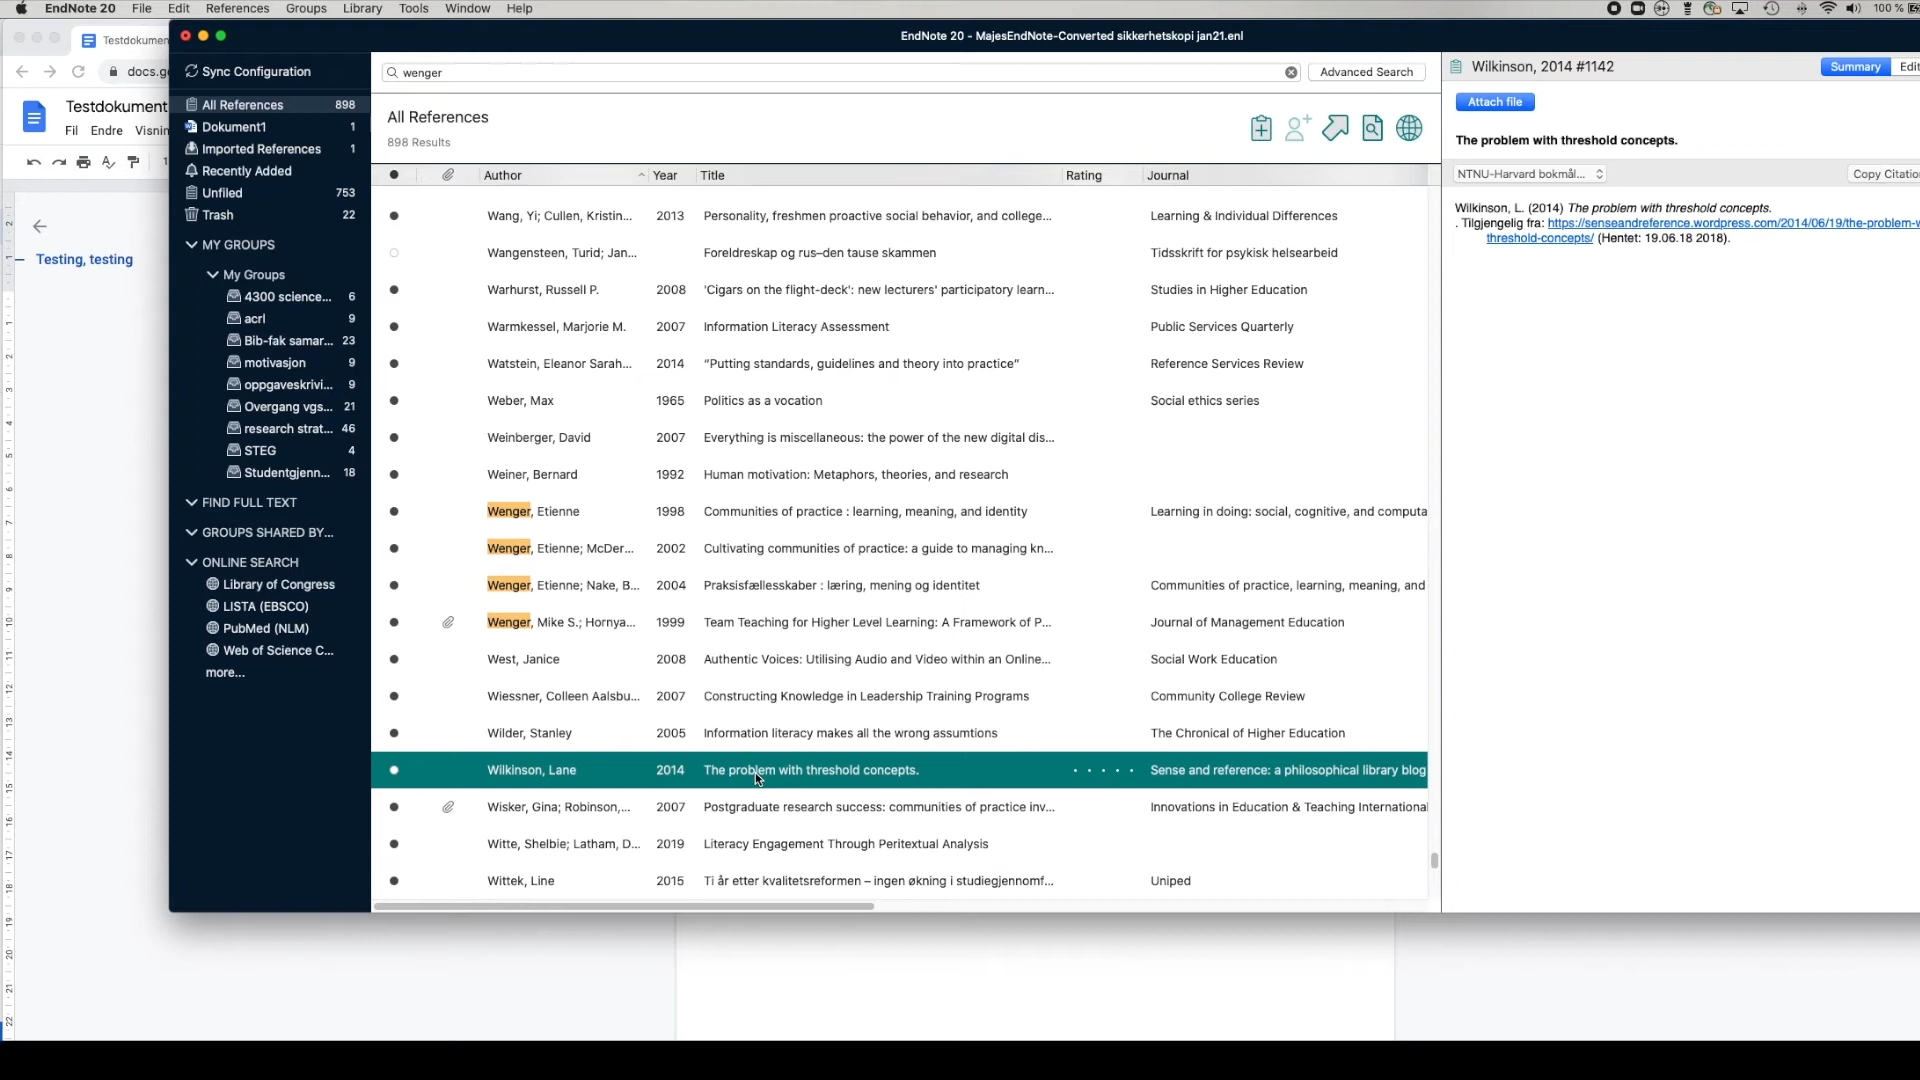 EndNote 20 File Edit References Groups Library Tools Window Help 100 %
EndNote 20 - MajesEndNote-Converted sikkerhetskopi jan21.enl
Testdokumen
docs.g
Testdokument
Fil Endre Visnin
Testing, testing
Sync Configuration
All References 898
Dokument1 1
Imported References 1
Recently Added
Unfiled 753
Trash 22
MY GROUPS
My Groups
4300 science... 6
acrl 9
Bib-fak samar... 23
motivasjon 9
oppgaveskrivi... 9
Overgang vgs... 21
research strat... 46
STEG 4
Studentgjenn... 18
FIND FULL TEXT
GROUPS SHARED BY...
ONLINE SEARCH
Library of Congress
LISTA (EBSCO)
PubMed (NLM)
Web of Science C...
more...
wenger
Advanced Search
All References
898 Results
Author Year Title Rating Journal
Wang, Yi; Cullen, Kristin... 2013 Personality, freshmen proactive social behavior, and college... Learning & Individual Differences
Wangensteen, Turid; Jan... Foreldreskap og rus–den tause skammen Tidsskrift for psykisk helsearbeid
Warhurst, Russell P. 2008 'Cigars on the flight-deck': new lecturers' participatory learn... Studies in Higher Education
Warmkessel, Marjorie M. 2007 Information Literacy Assessment Public Services Quarterly
Watstein, Eleanor Sarah... 2014 “Putting standards, guidelines and theory into practice” Reference Services Review
Weber, Max 1965 Politics as a vocation Social ethics series
Weinberger, David 2007 Everything is miscellaneous: the power of the new digital dis...
Weiner, Bernard 1992 Human motivation: Metaphors, theories, and research
Wenger, Etienne 1998 Communities of practice : learning, meaning, and identity Learning in doing: social, cognitive, and computa
Wenger, Etienne; McDer... 2002 Cultivating communities of practice: a guide to managing kn...
Wenger, Etienne; Nake, B... 2004 Praksisfællesskaber : læring, mening og identitet Communities of practice, learning, meaning, and
Wenger, Mike S.; Hornya... 1999 Team Teaching for Higher Level Learning: A Framework of P... Journal of Management Education
West, Janice 2008 Authentic Voices: Utilising Audio and Video within an Online... Social Work Education
Wiessner, Colleen Aalsbu... 2007 Constructing Knowledge in Leadership Training Programs Community College Review
Wilder, Stanley 2005 Information literacy makes all the wrong assumtions The Chronical of Higher Education
Wilkinson, Lane 2014 The problem with threshold concepts. Sense and reference: a philosophical library blog
Wisker, Gina; Robinson,... 2007 Postgraduate research success: communities of practice inv... Innovations in Education & Teaching International
Witte, Shelbie; Latham, D... 2019 Literacy Engagement Through Peritextual Analysis
Wittek, Line 2015 Ti år etter kvalitetsreformen – ingen økning i studiegjennomf... Uniped
Wilkinson, 2014 #1142
Summary Edit
Attach file
The problem with threshold concepts.
NTNU-Harvard bokmål... Copy Citatio
Wilkinson, L. (2014) The problem with threshold concepts.
. Tilgjengelig fra: https://senseandreference.wordpress.com/2014/06/19/the-problem-w
threshold-concepts/ (Hentet: 19.06.18 2018).